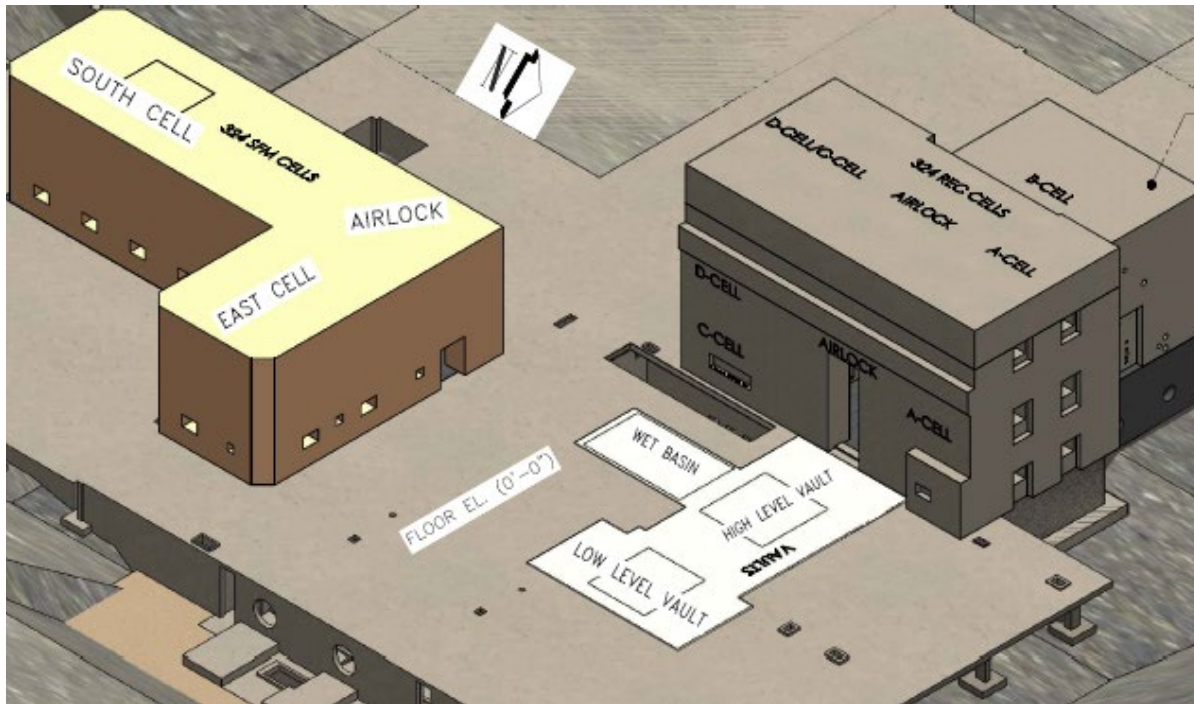 SOUTH CELL
324 SFM CELLS
AIRLOCK
EAST CELL
N
D-CELL/C-CELL
324 REC CELLS
AIRLOCK
A-CELL
B-CELL
D-CELL
C-CELL
AIRLOCK
A-CELL
WET BASIN
HIGH LEVEL VAULT
VAULTS
LOW LEVEL VAULT
FLOOR EL. (0'-0")